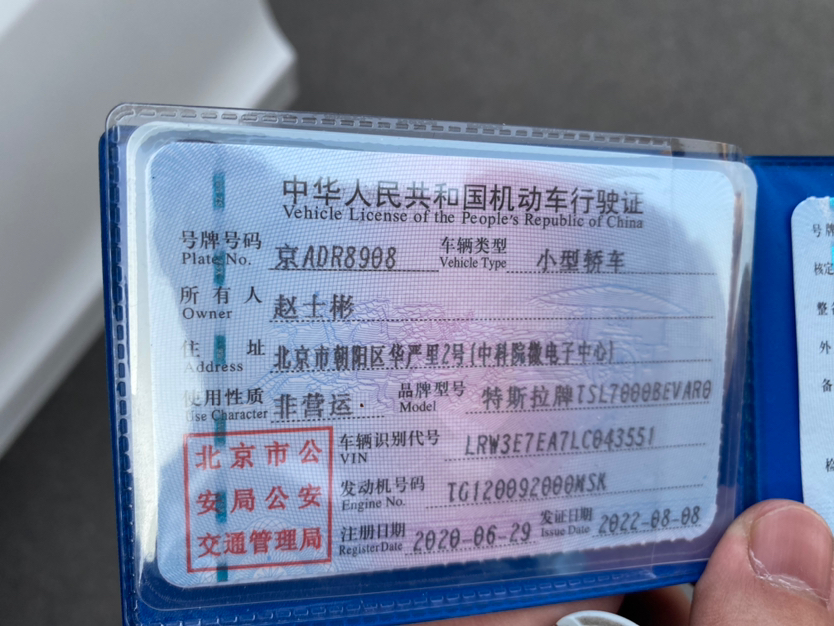 中华人民共和国机动车行驶证
Vehicle License of the People's Republic of China
号牌号码 京ADR8908 车辆类型 小型轿车
Plate No. Vehicle Type
所有人 赵士彬
Owner
住址 北京市朝阳区华严里2号(中科院微电子中心)
Address
使用性质 非营运 品牌型号 特斯拉牌TSL7000BEVAR0
Use Character Model
车辆识别代号 LRW3E7EA7LC043551
VIN
发动机号码 TG120092000MSK
Engine No.
注册日期 2020-06-29 发证日期 2022-08-08
Register Date Issue Date
北京市公
安局公安
交通管理局
号牌
核定
外
备